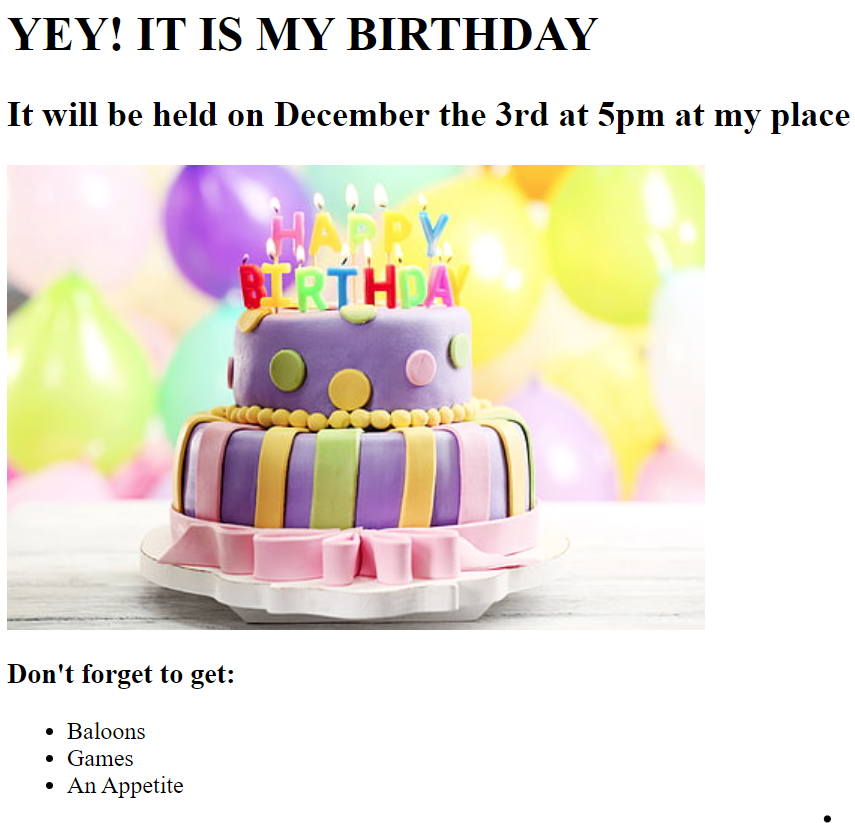 YEY! IT IS MY BIRTHDAY
It will be held on December the 3rd at 5pm at my place
HAPPY
BIRTHDAY
Don't forget to get:
• Baloons
• Games
• An Appetite
•